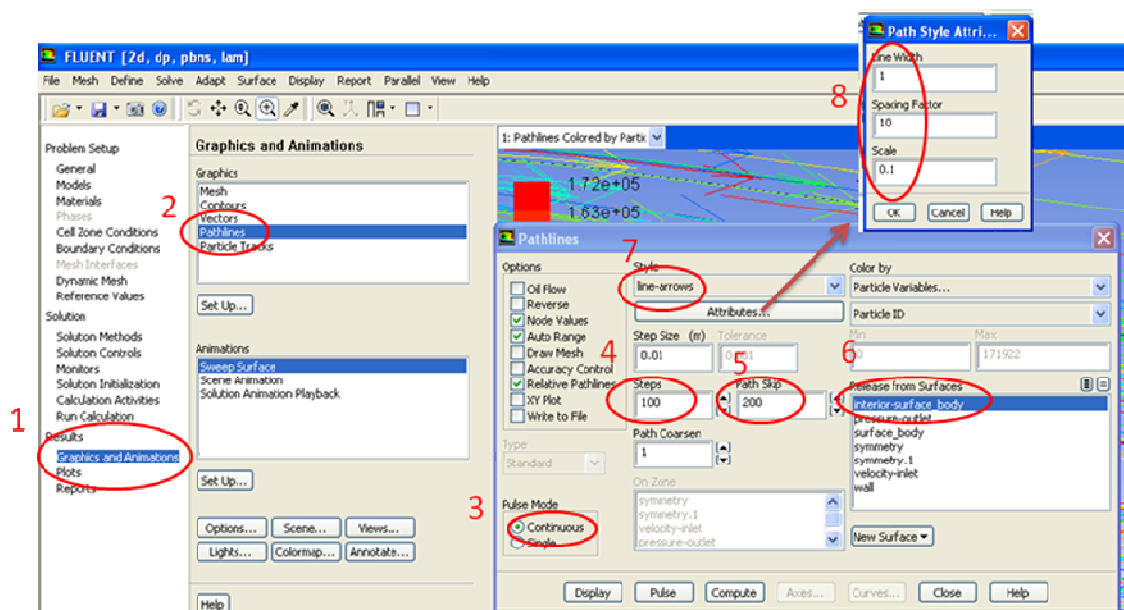 Path Style Attri...
Line Width
1
Spacing Factor
10
Scale
0.1
OK Cancel Help
8
FLUENT [2d, dp, pbns, lam]
File Mesh Define Solve Adapt Surface Display Report Parallel View Help
Problem Setup
General
Models
Materials
Phases
Cell Zone Conditions
Boundary Conditions
Mesh Interfaces
Dynamic Mesh
Reference Values
Solution
Solution Methods
Solution Controls
Monitors
Solution Initialization
Calculation Activities
Run Calculation
1
Results
Graphics and Animations
Plots
Reports
Graphics and Animations
Graphics
2
Mesh
Contours
Vectors
Pathlines
Particle Tracks
Set Up...
Animations
Sweep Surface
Scene Animation
Solution Animation Playback
Set Up...
Options... Scene... Views...
Lights... Colormap... Annotate...
Help
1: Pathlines Colored by Partic
1.72e+05
1.63e+05
Pathlines
Options
Oil Flow
Reverse
Node Values
Auto Range
Draw Mesh
Accuracy Control
Relative Pathlines
XY Plot
Write to File
Type
Standard
3
Pulse Mode
Continuous
Single
7
Style
line-arrows
Attributes...
Step Size (m) Tolerance
0.01 0.001
4
5
Steps Path Skip
100 200
Path Coarsen
1
On Zone
symmetry
symmetry.1
velocity-inlet
pressure-outlet
Color by
Particle Variables...
Particle ID
Min Max
0 171922
6
Release from Surfaces
interior-surface_body
pressure-outlet
surface_body
symmetry
symmetry.1
velocity-inlet
wall
New Surface
Display Pulse Compute Axes... Curves... Close Help